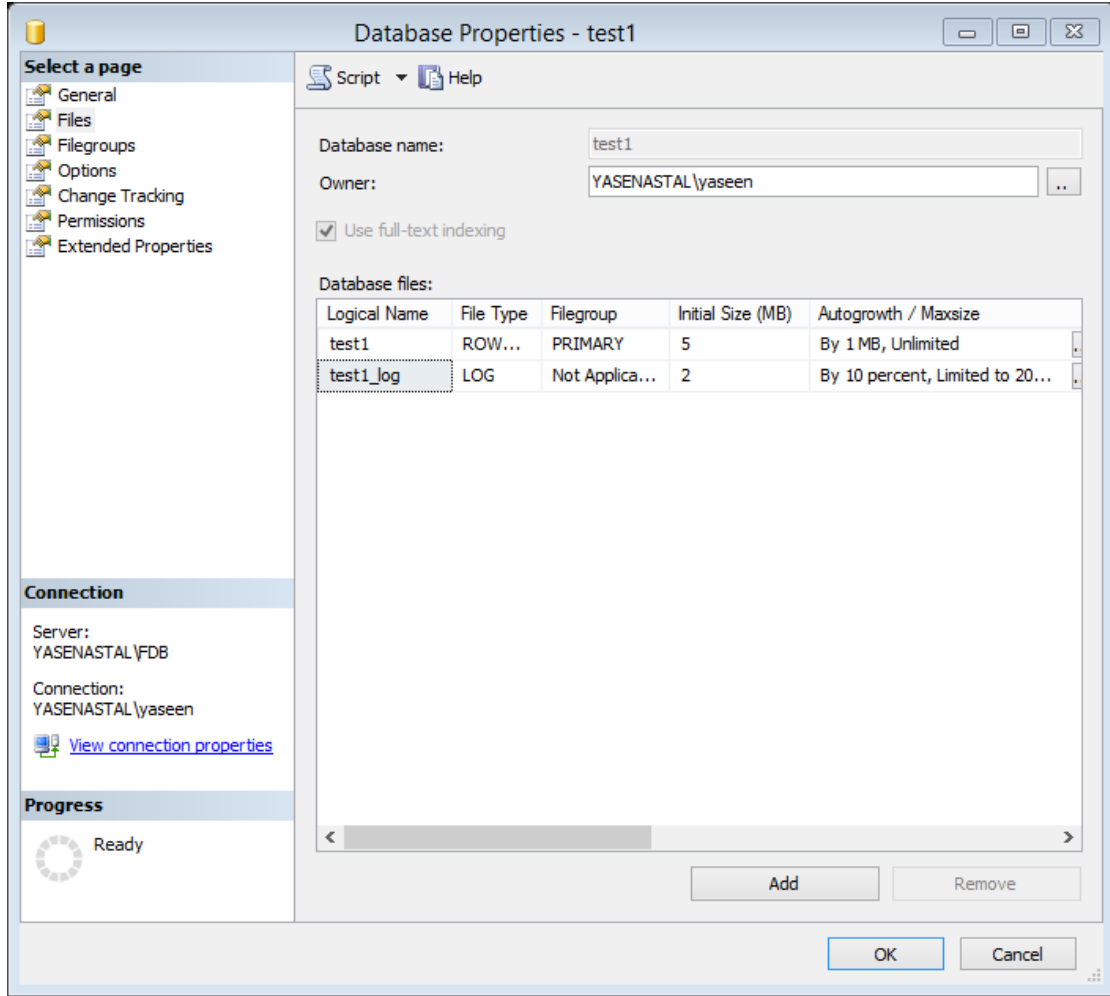 Database Properties - test1
Select a page
General
Files
Filegroups
Options
Change Tracking
Permissions
Extended Properties
Script Help
Database name: test1
Owner: YASENASTAL\yaseen ..
Use full-text indexing
Database files:
Logical Name File Type Filegroup Initial Size (MB) Autogrowth / Maxsize
test1 ROW... PRIMARY 5 By 1 MB, Unlimited ..
test1_log LOG Not Applica... 2 By 10 percent, Limited to 20... ..
Connection
Server:
YASENASTAL\FDB
Connection:
YASENASTAL\yaseen
View connection properties
Progress
Ready
Add Remove
OK Cancel